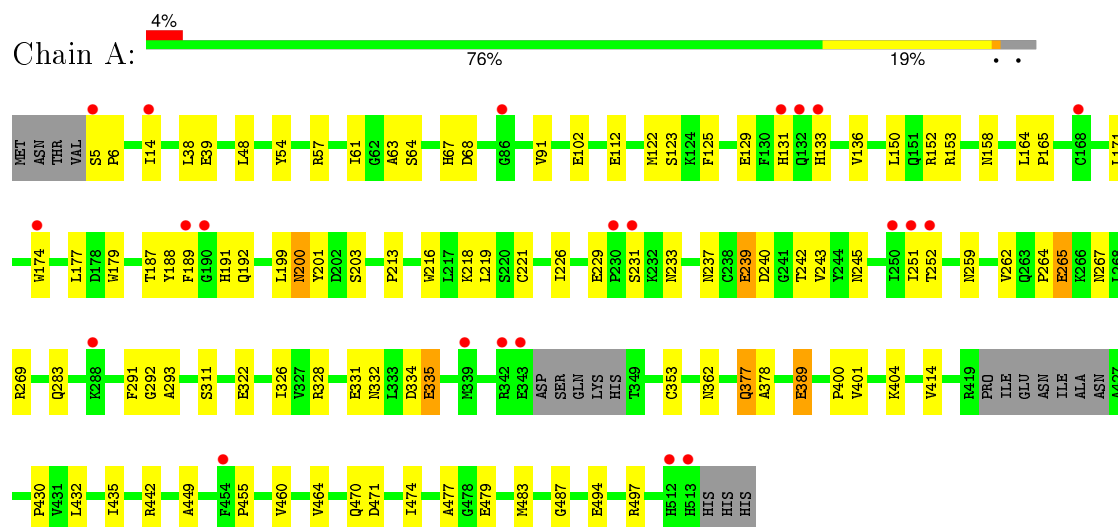 4%
Chain A:
76% 19% • •
MET ASN THR VAL S5 P6 I14 L38 E39 L48 Y54 R57 I61 G62 A63 S64 H67 D68 G86 V91 E102 E112 M122 S123 K124 F125 E129 F130 H131 Q132 H133 V136 L150 Q151 R152 R153 N158 L164 P165 C168 L171
W174 L177 D178 W179 T187 Y188 F189 G190 H191 Q192 L199 N200 Y201 D202 S203 P213 W216 L217 K218 L219 S220 C221 I226 E229 P230 S231 K232 N233 N237 C238 E239 D240 G241 T242 V243 Y244 N245 I250 I251 T252 N259 V262 Q263 P264 E265 K266 N267 I268
R269 Q283 K288 F291 G292 A293 S311 E322 I326 V327 R328 E331 N332 L333 D334 E335 M339 R342 E343 ASP SER GLN LYS HIS T349 C353 N362 Q377 A378 E389 P400 V401 K404 V414 R419 PRO ILE GLU ASN ILE ALA ASN A427
P430 V431 L432 I435 R442 A449 F454 P455 V460 V464 Q470 D471 I474 A477 G478 E479 M483 G487 E494 R497 H512 H513 HIS HIS HIS